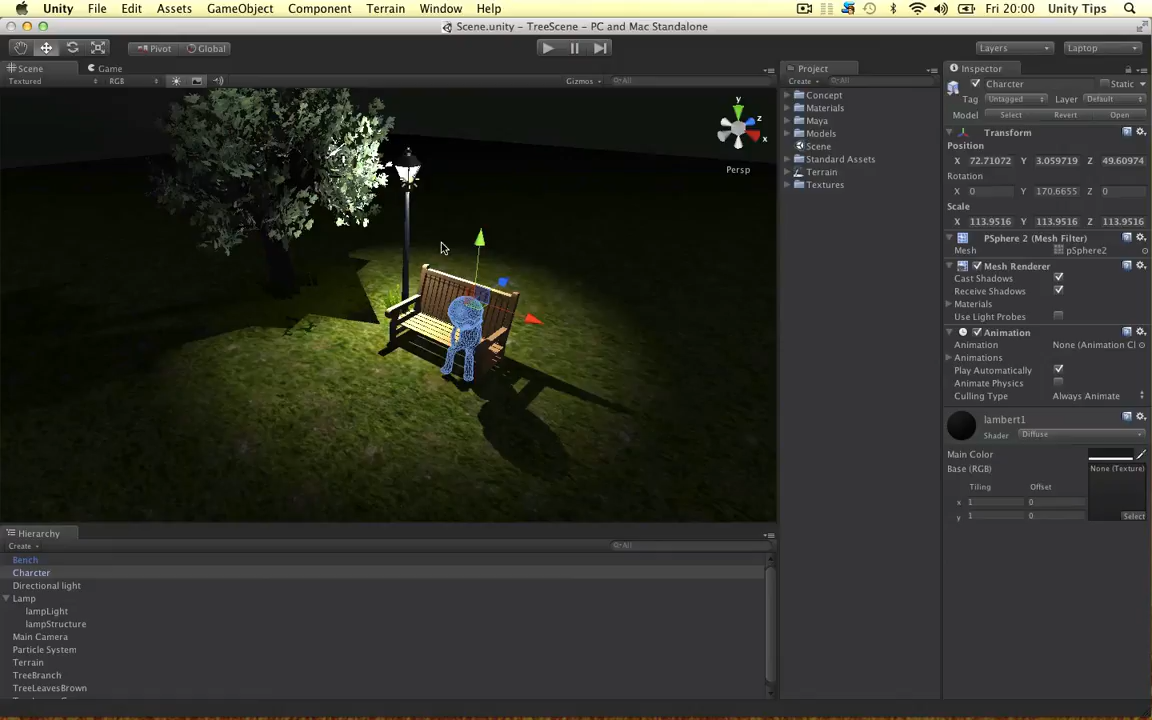 Unity File Edit Assets GameObject Component Terrain Window Help Fri 20:00 Unity Tips
Scene.unity - TreeScene - PC and Mac Standalone
Pivot Global Layers Laptop
Scene Game
Textured RGB Gizmos All
y
z
x
Persp
Project
Create All
Concept
Materials
Maya
Models
Scene
Standard Assets
Terrain
Textures
Inspector
Charcter Static
Tag Untagged Layer Default
Model Select Revert Open
Transform
Position
X 72.71072 Y 3.059719 Z 49.60974
Rotation
X 0 Y 170.6655 Z 0
Scale
X 113.9516 Y 113.9516 Z 113.9516
PSphere 2 (Mesh Filter)
Mesh pSphere2
Mesh Renderer
Cast Shadows
Receive Shadows
Materials
Use Light Probes
Animation
Animation None (Animation Cl
Animations
Play Automatically
Animate Physics
Culling Type Always Animate
lambert1
Shader Diffuse
Main Color
Base (RGB) None (Texture)
Tiling Offset
x 1 0
y 1 0
Select
Hierarchy
Create All
Bench
Charcter
Directional light
Lamp
lampLight
lampStructure
Main Camera
Particle System
Terrain
TreeBranch
TreeLeavesBrown